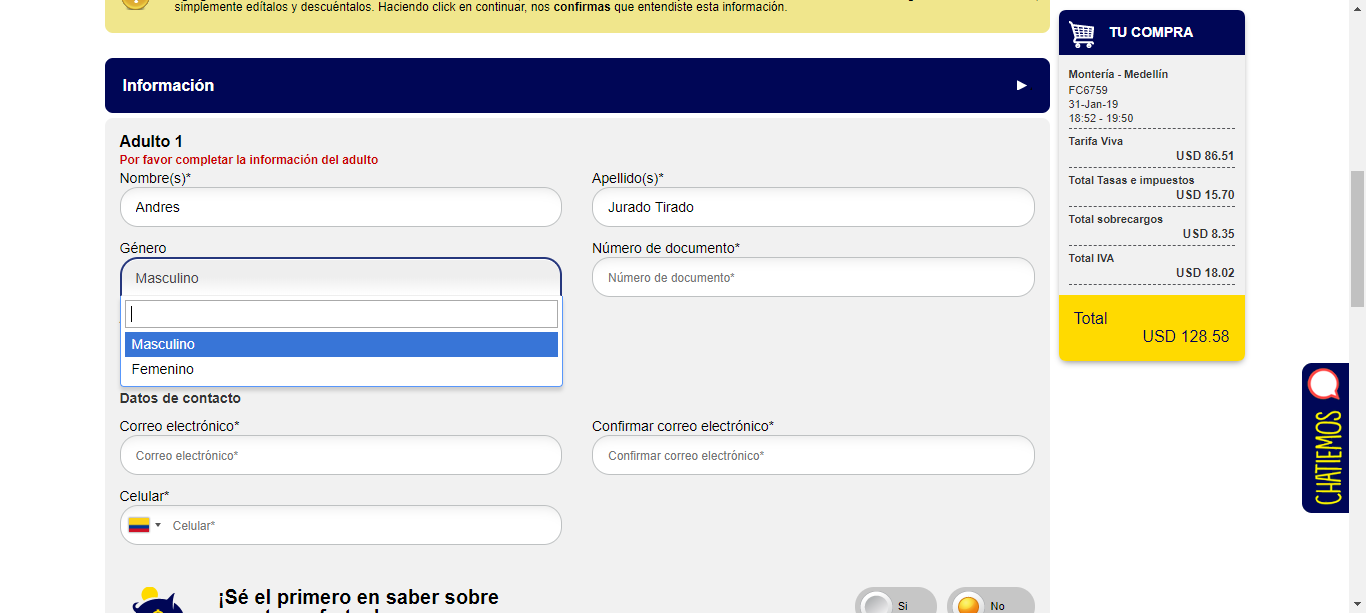 simplemente edítalos y descuéntalos. Haciendo click en continuar, nos confirmas que entendiste esta información.
Información
Adulto 1
Por favor completar la información del adulto
Nombre(s)*
Apellido(s)*
Andres
Jurado Tirado
Género
Número de documento*
Masculino
Número de documento*
Masculino
Femenino
Datos de contacto
Correo electrónico*
Confirmar correo electrónico*
Correo electrónico*
Confirmar correo electrónico*
Celular*
Celular*
¡Sé el primero en saber sobre
Si
No
TU COMPRA
Montería - Medellín
FC6759
31-Jan-19
18:52 - 19:50
Tarifa Viva
USD 86.51
Total Tasas e impuestos
USD 15.70
Total sobrecargos
USD 8.35
Total IVA
USD 18.02
Total
USD 128.58
CHATIEMOS